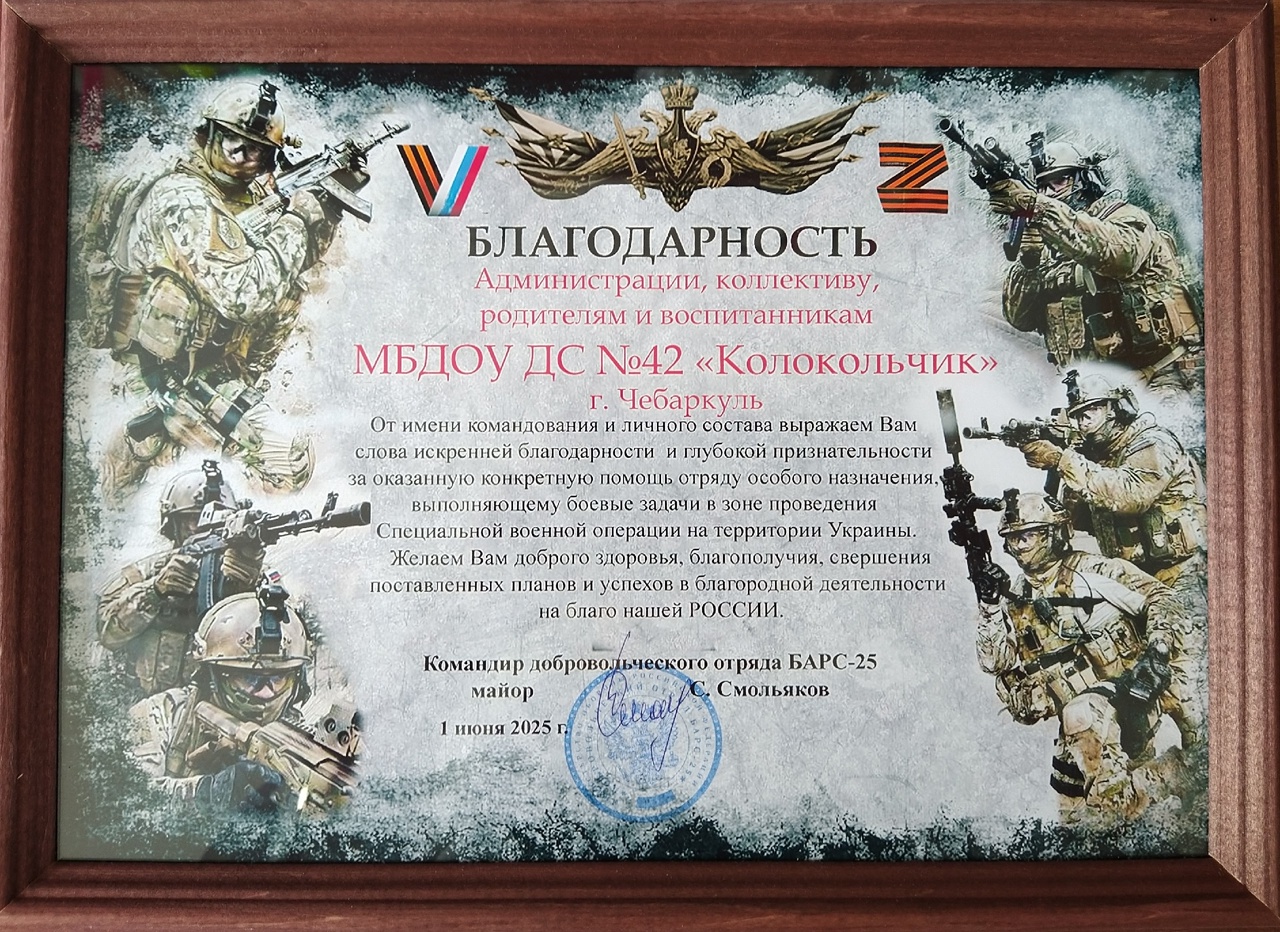 БЛАГОДАРНОСТЬ
Администрации, коллективу,
родителям и воспитанникам
МБДОУ ДС №42 «Колокольчик»
г. Чебаркуль
От имени командования и личного состава выражаем Вам
слова искренней благодарности и глубокой признательности
за оказанную конкретную помощь отряду особого назначения,
выполняющему боевые задачи в зоне проведения
Специальной военной операции на территории Украины.
Желаем Вам доброго здоровья, благополучия, свершения
поставленных планов и успехов в благородной деятельности
на благо нашей РОССИИ.
Командир добровольческого отряда БАРС-25
майор С. Смольяков
1 июня 2025 г.